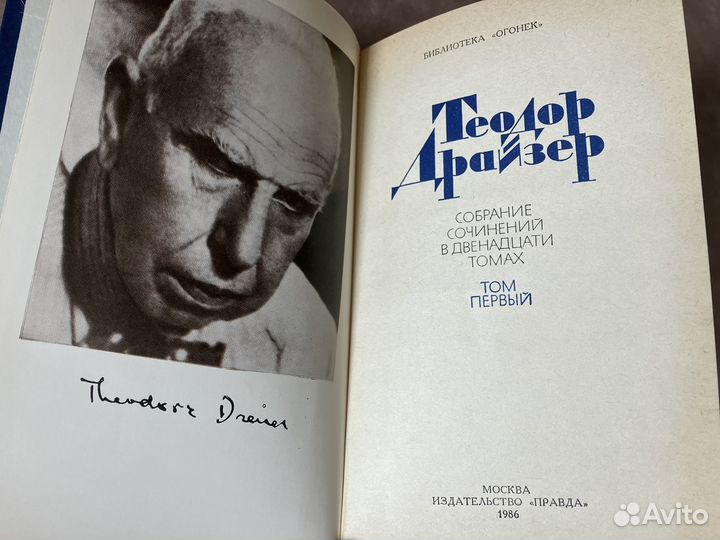 Theodore Dreiser
БИБЛИОТЕКА «ОГОНЕК»
Теодор
Драйзер
СОБРАНИЕ
СОЧИНЕНИЙ
В ДВЕНАДЦАТИ
ТОМАХ
ТОМ
ПЕРВЫЙ
МОСКВА
ИЗДАТЕЛЬСТВО «ПРАВДА»
1986
Avito